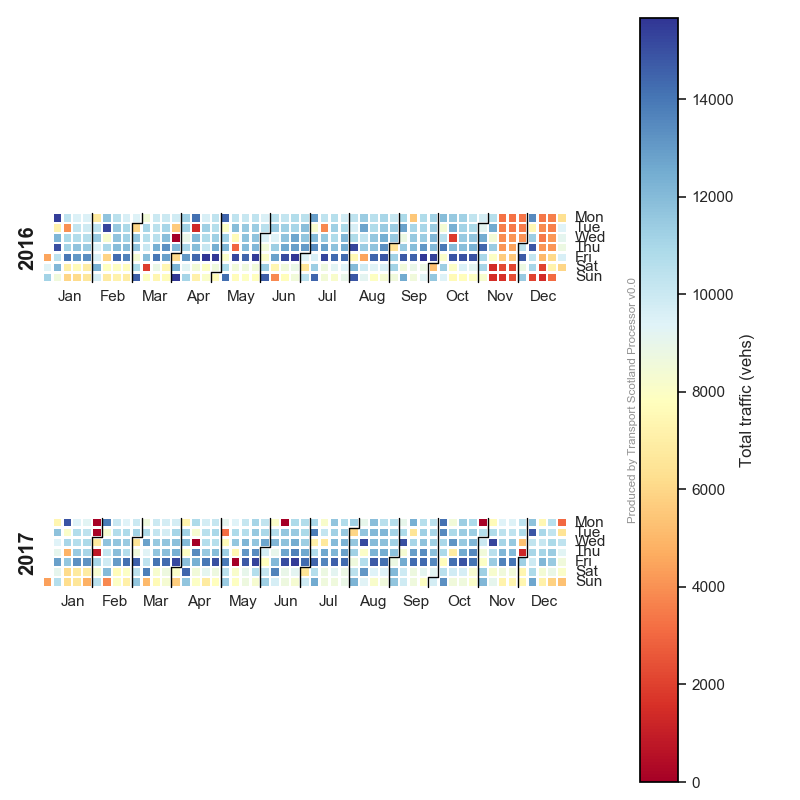 2016
Mon
Tue
Wed
Thu
Fri
Sat
Sun
Jan Feb Mar Apr May Jun Jul Aug Sep Oct Nov Dec
2017
Mon
Tue
Wed
Thu
Fri
Sat
Sun
Jan Feb Mar Apr May Jun Jul Aug Sep Oct Nov Dec
Produced by Transport Scotland Processor v0.0
14000
12000
10000
8000
6000
4000
2000
0
Total traffic (vehs)